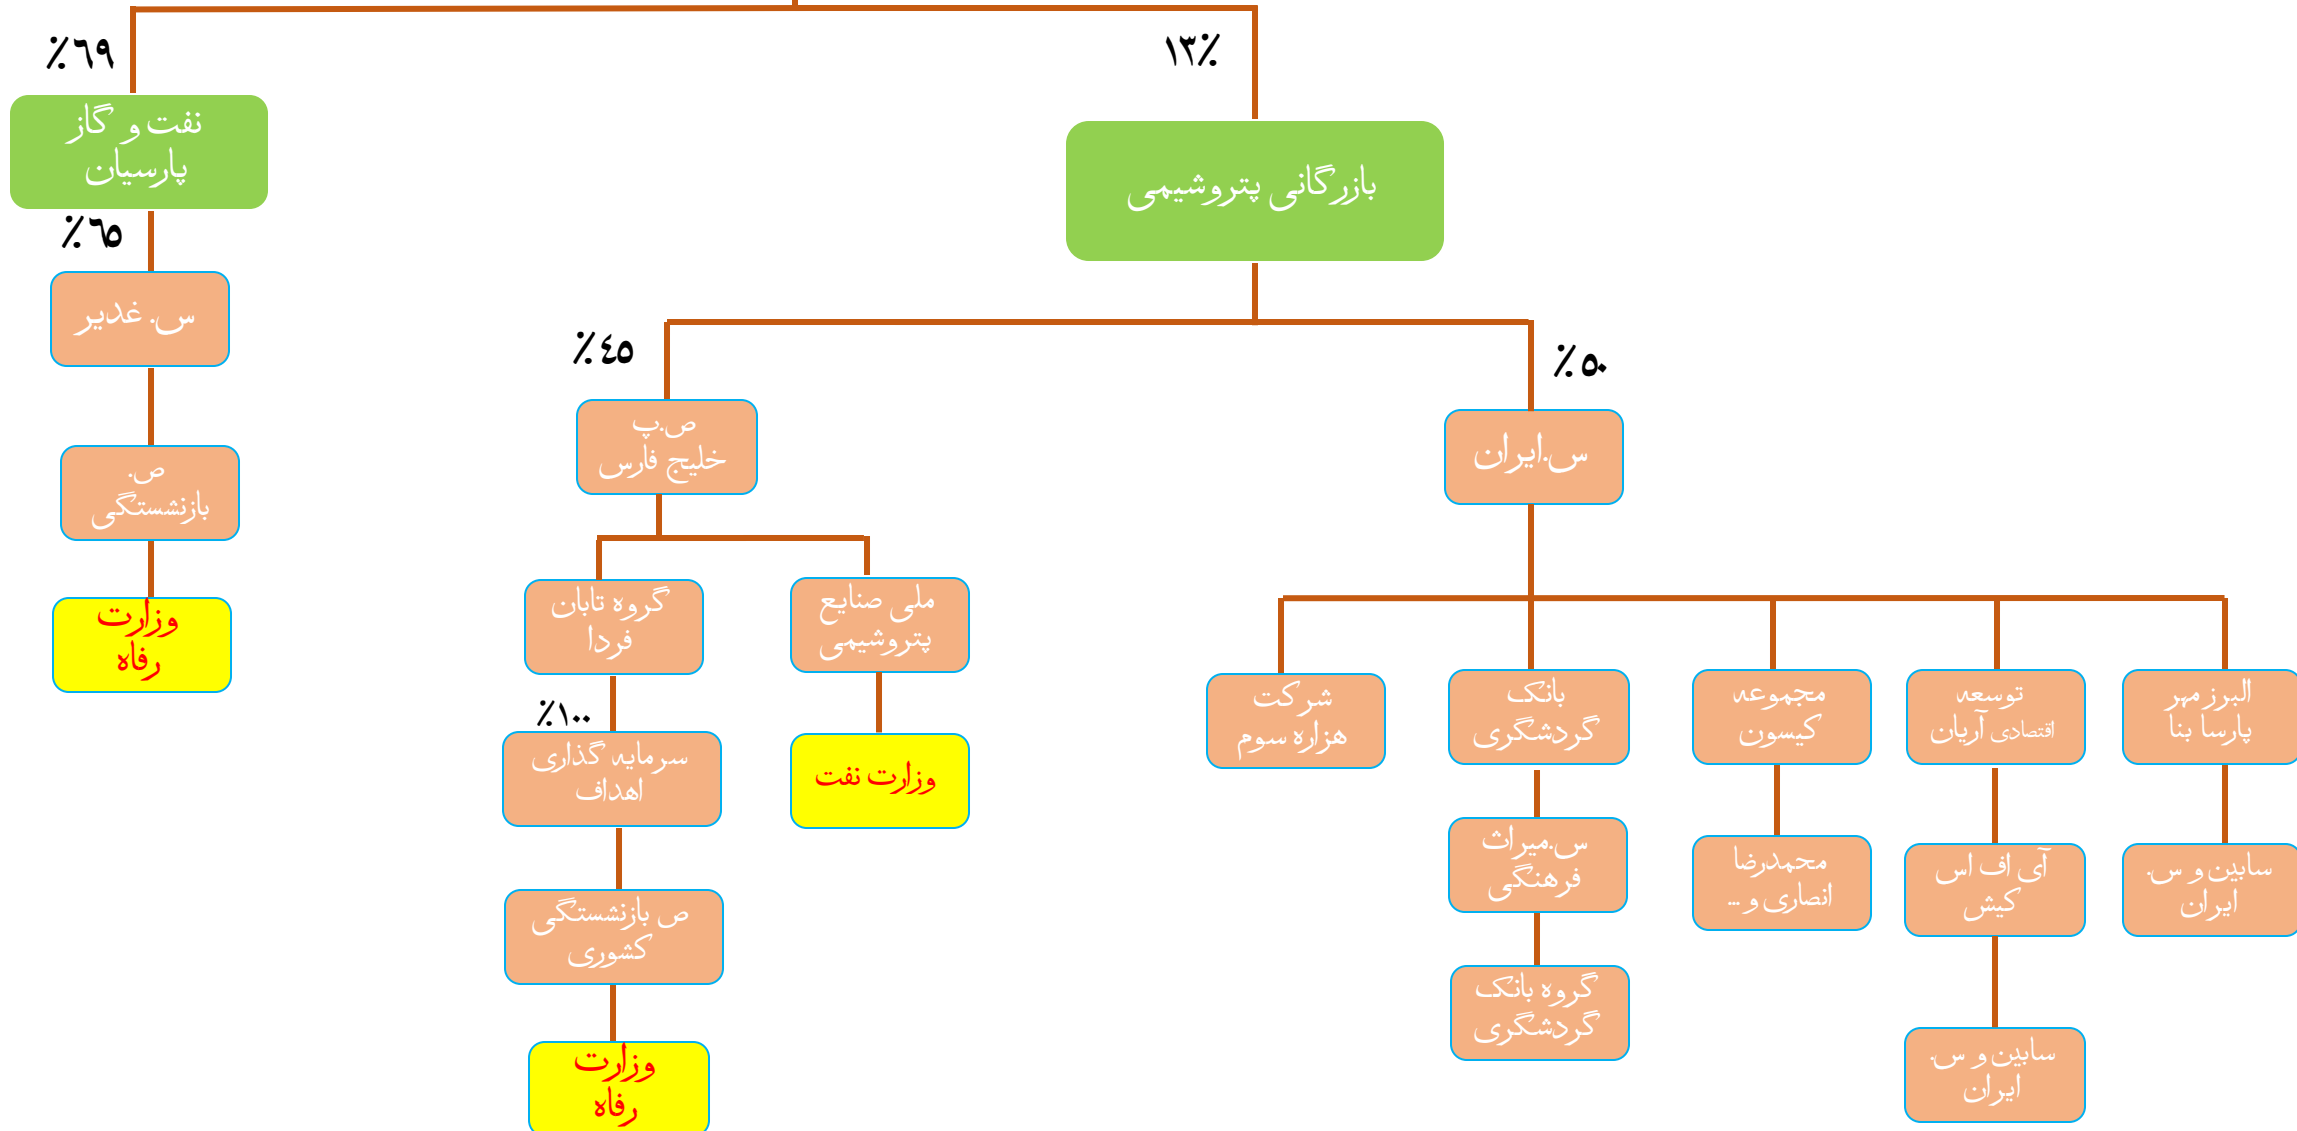 ٪٦٩
١٣٪
نفت و گاز
پارسیان
بازرگانی پتروشیمی
٪٦٥
س. غدیر
٪٤٥
٪٥٠
ص.پ
خلیج فارس
س.ایران
ص.
بازنشستگی
گروه تابان
فردا
ملی صنایع
پتروشیمی
وزارت
رفاه
شرکت
هزاره سوم
بانک
گردشگری
مجموعه
کیسون
توسعه
اقتصادی آریان
البرز مهر
پارسا بنا
٪١٠٠
سرمایه گذاری
اهداف
وزارت نفت
س.میراث
فرهنگی
محمدرضا
انصاری و ...
آی اف اس
کیش
سابین و س.
ایران
ص بازنشستگی
کشوری
گروه بانک
گردشگری
وزارت
رفاه
سابین و س.
ایران